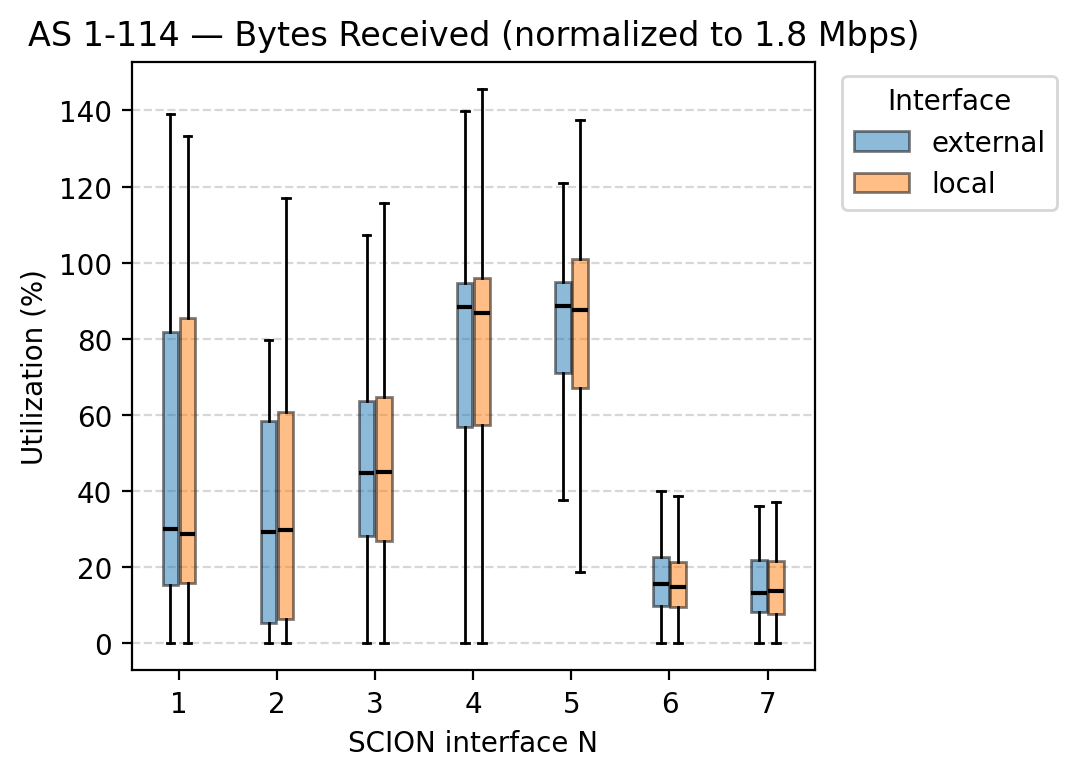 AS 1-114 — Bytes Received (normalized to 1.8 Mbps)
Interface
external
local
Utilization (%)
140
120
100
80
60
40
20
0
1 2 3 4 5 6 7
SCION interface N